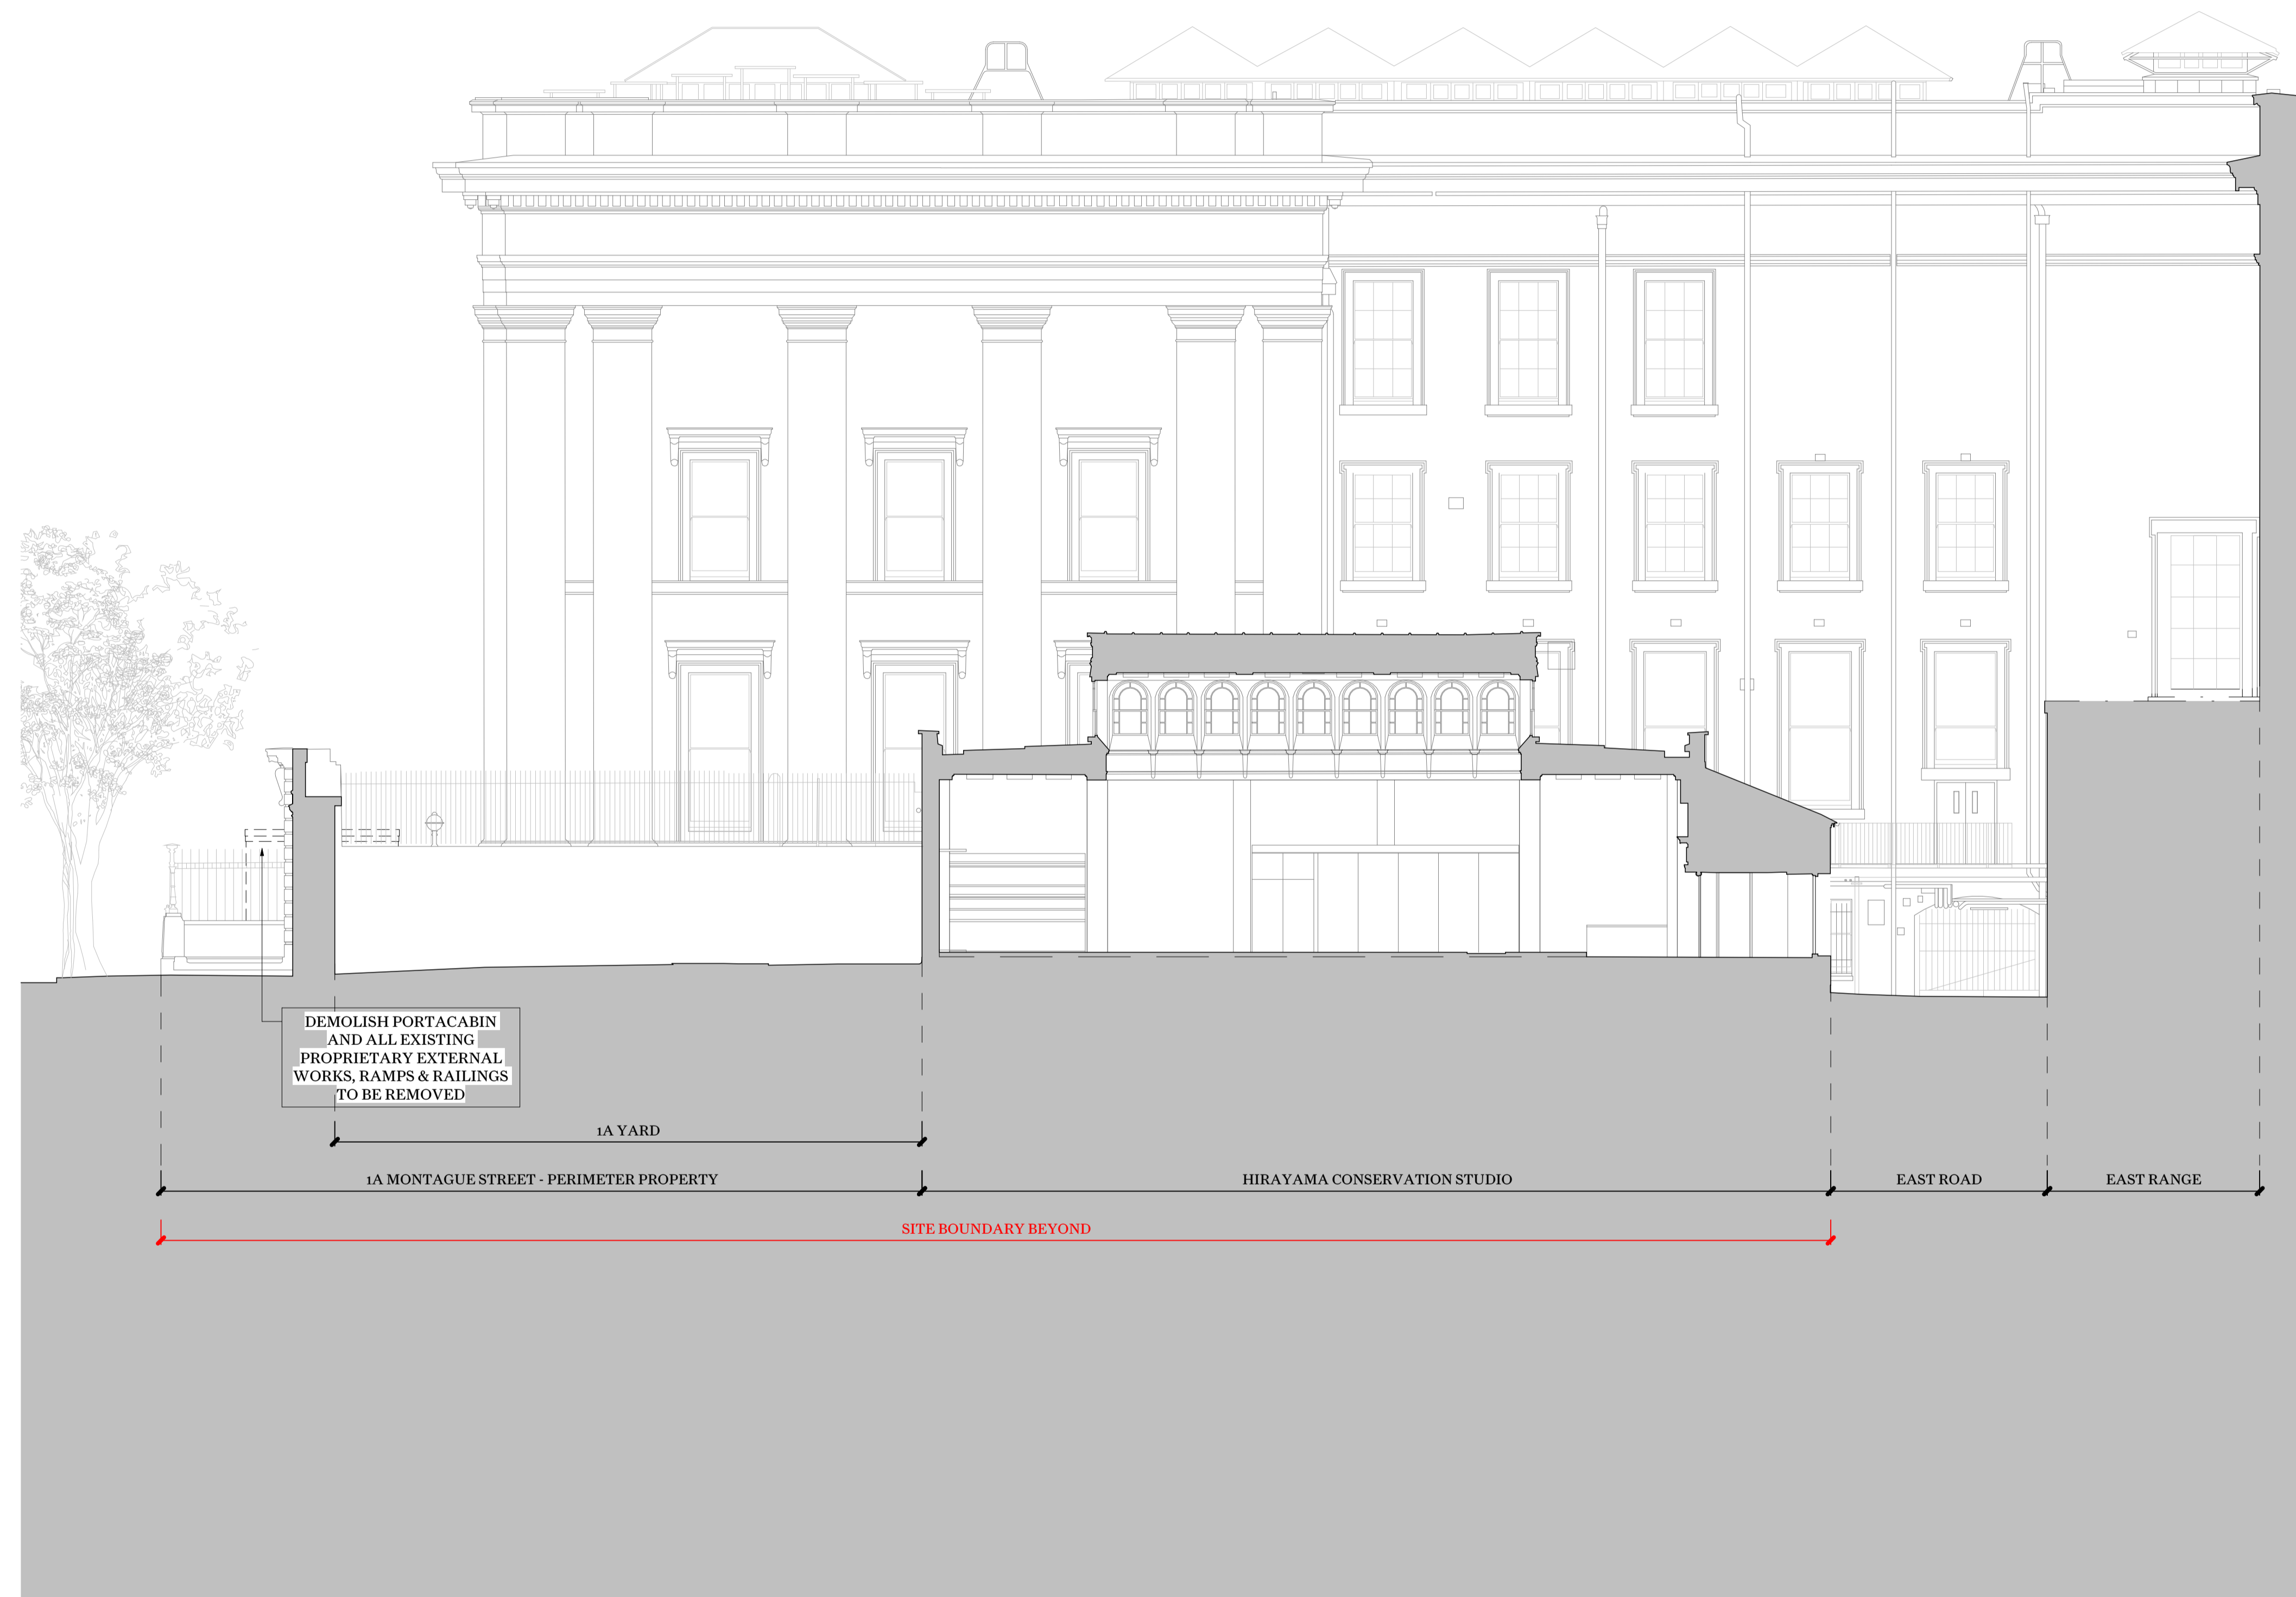 DEMOLISH PORTACABIN
AND ALL EXISTING
PROPRIETARY EXTERNAL
WORKS, RAMPS & RAILINGS
TO BE REMOVED
1A YARD
1A MONTAGUE STREET - PERIMETER PROPERTY
HIRAYAMA CONSERVATION STUDIO
EAST ROAD
EAST RANGE
SITE BOUNDARY BEYOND